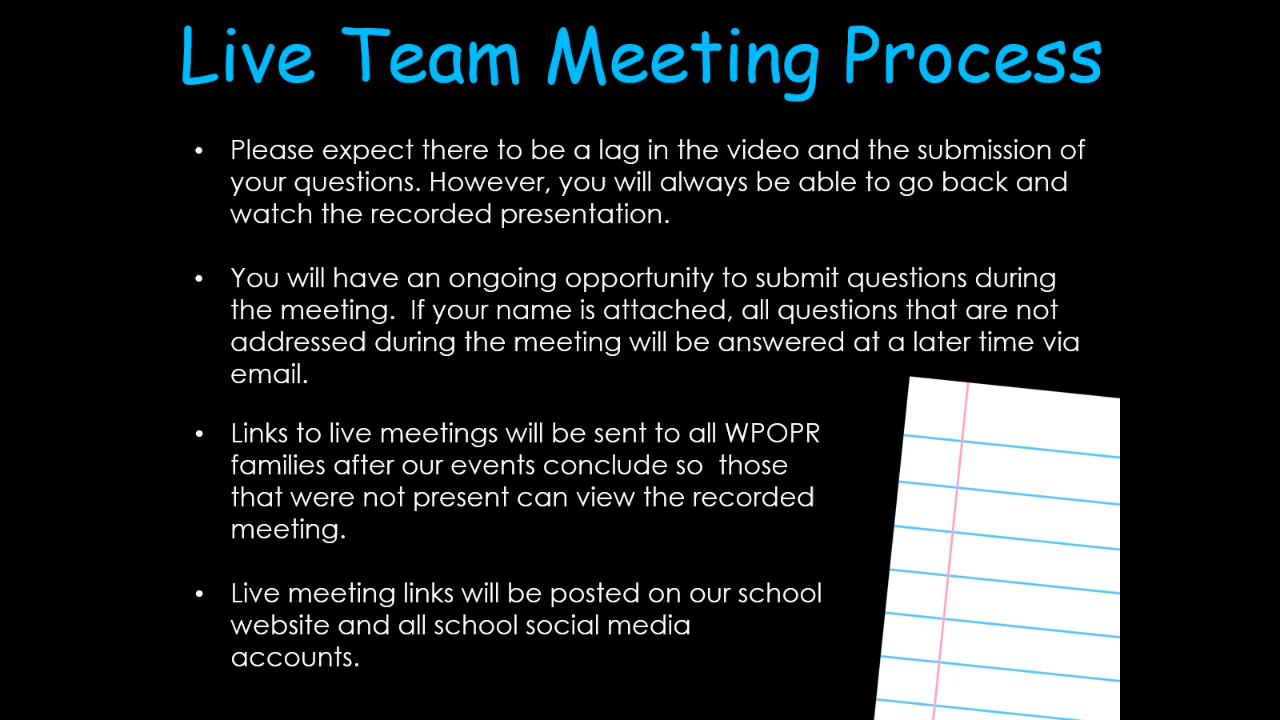 Live Team Meeting Process
• Please expect there to be a lag in the video and the submission of
your questions. However, you will always be able to go back and
watch the recorded presentation.
• You will have an ongoing opportunity to submit questions during
the meeting.  If your name is attached, all questions that are not
addressed during the meeting will be answered at a later time via
email.
• Links to live meetings will be sent to all WPOPR
families after our events conclude so  those
that were not present can view the recorded
meeting.
• Live meeting links will be posted on our school
website and all school social media
accounts.